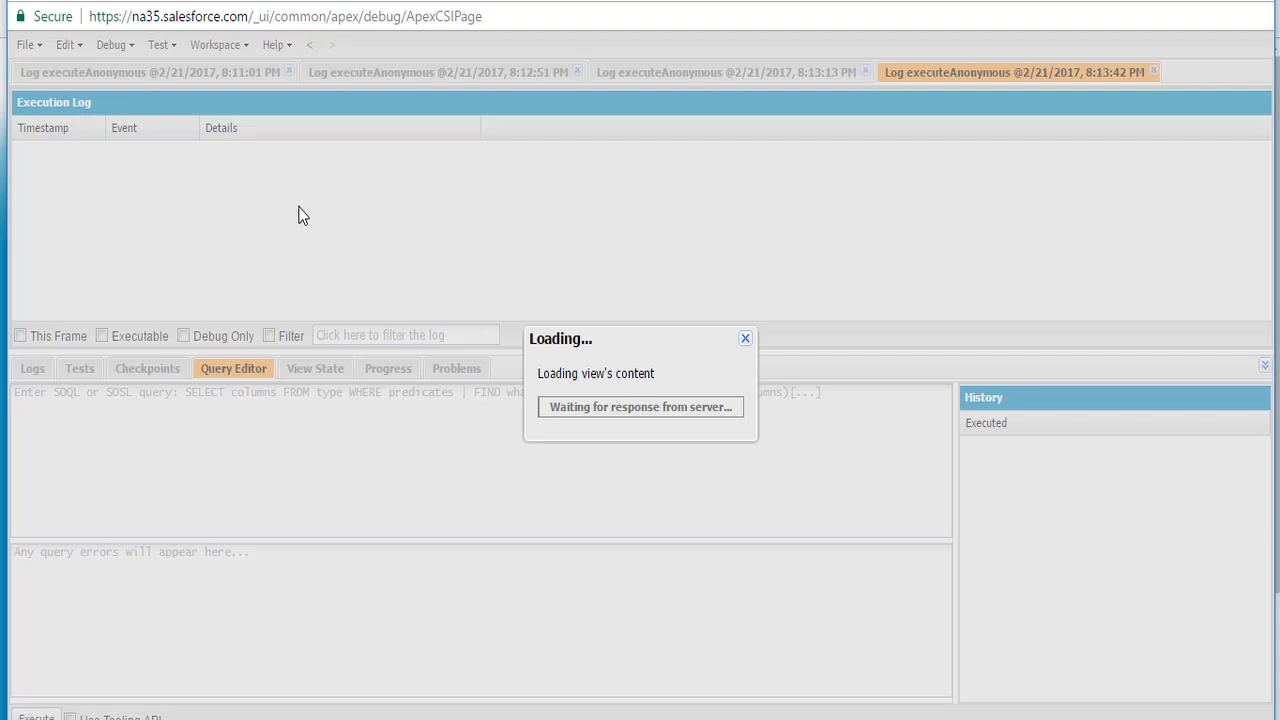 Secure https://na35.salesforce.com/_ui/common/apex/debug/ApexCSIPage
File Edit Debug Test Workspace Help < >
Log executeAnonymous @2/21/2017, 8:11:01 PM Log executeAnonymous @2/21/2017, 8:12:51 PM Log executeAnonymous @2/21/2017, 8:13:13 PM Log executeAnonymous @2/21/2017, 8:13:42 PM
Execution Log
Timestamp Event Details
This Frame Executable Debug Only Filter Click here to filter the log
Loading...
Loading view's content
Waiting for response from server...
Logs Tests Checkpoints Query Editor View State Progress Problems
Enter SOQL or SOSL query: SELECT columns FROM type WHERE predicates | FIND [...]
History
Executed
Any query errors will appear here...
Execute Use Tooling API